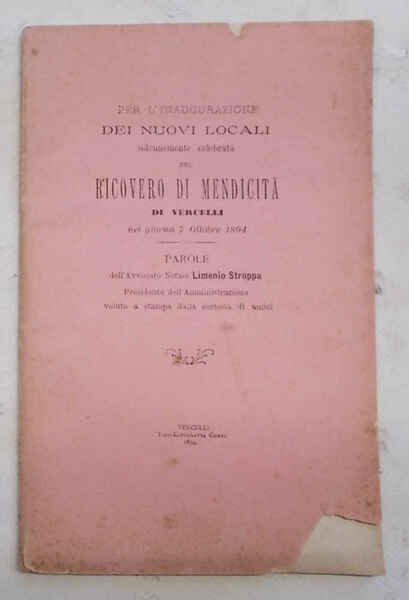 PER L'INAUGURAZIONE
DEI NUOVI LOCALI
solennemente celebrata
NEL
RICOVERO DI MENDICITÀ
DI VERCELLI
nel giorno 7 Ottobre 1894
PAROLE
dell'Avvocato Notaio Limenio Stroppa
Presidente dell'Amministrazione
volute a stampa dalla cortesia di amici
VERCELLI
1894